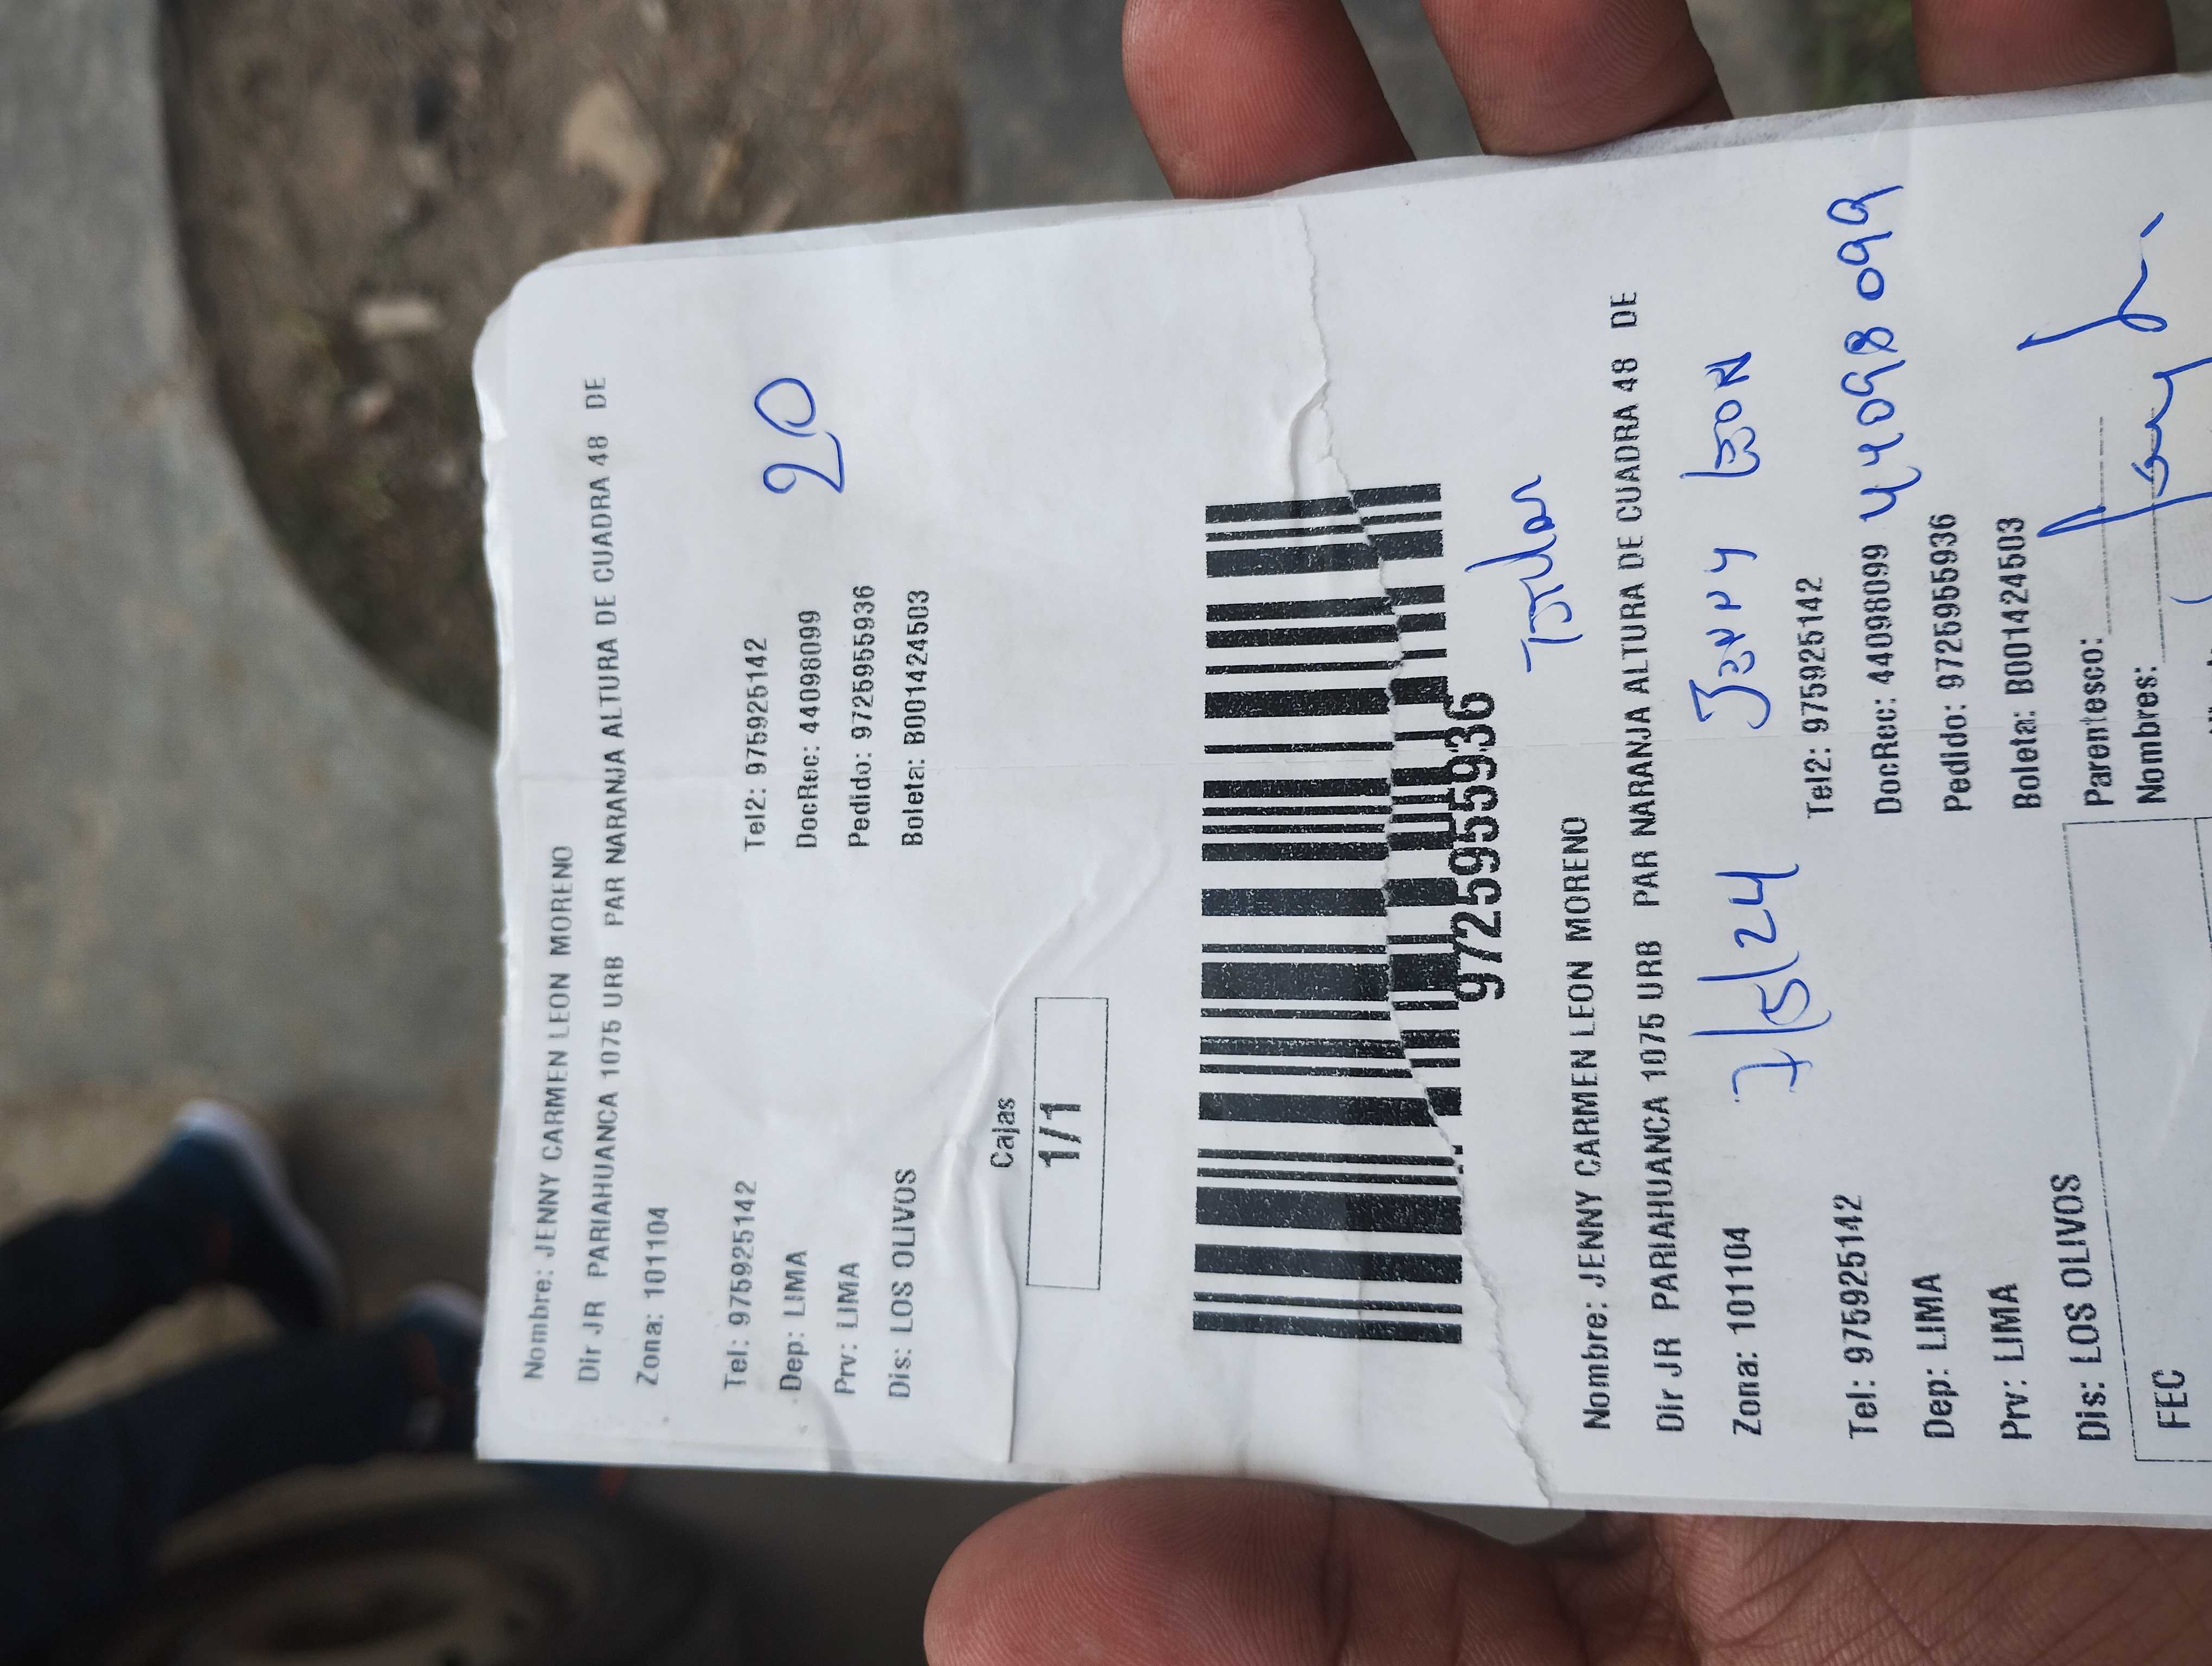 Nombre: JENNY CARMEN LEON MORENO
Dir JR PARIAHUANCA 1075 URB PAR NARANJA ALTURA DE CUADRA 48 DE
Zona: 101104
20
Tel: 975925142 Tel2: 975925142
Dep: LIMA DocRec: 44098099
Prv: LIMA Pedido: 9725955936
Dis: LOS OLIVOS Boleta: B001424503
Cajas
1/1
9725955936
Nombre: JENNY CARMEN LEON MORENO
Dir JR PARIAHUANCA 1075 URB PAR NARANJA ALTURA DE CUADRA 48 DE
Zona: 101104 7/5/24 Jenny León
Tel: 975925142 Tel2: 975925142
Dep: LIMA DocRec: 44098099 44098099
Prv: LIMA Pedido: 9725955936
Dis: LOS OLIVOS Boleta: B001424503
Parentesco:
FEC Nombres: